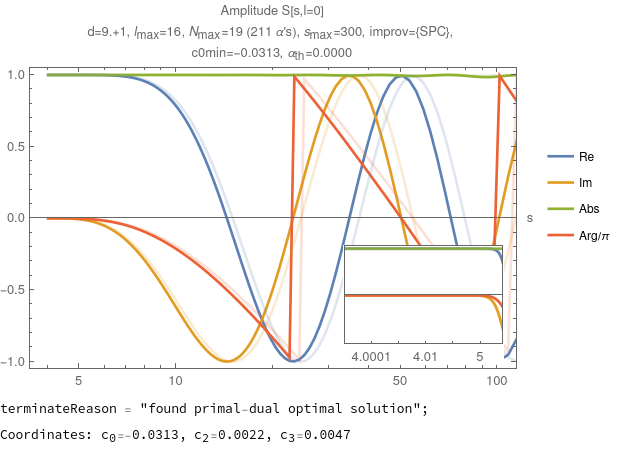 Amplitude S[s,l=0]
d=9.+1, lmax=16, Nmax=19 (211 α's), smax=300, improv={SPC},
c0min=-0.0313, αth=0.0000
1.0
0.5
0.0
-0.5
-1.0
s
Re
Im
Abs
Arg/π
4.0001 4.01 5
5 10 50 100
terminateReason = "found primal-dual optimal solution";
Coordinates: c0=-0.0313, c2=0.0022, c3=0.0047